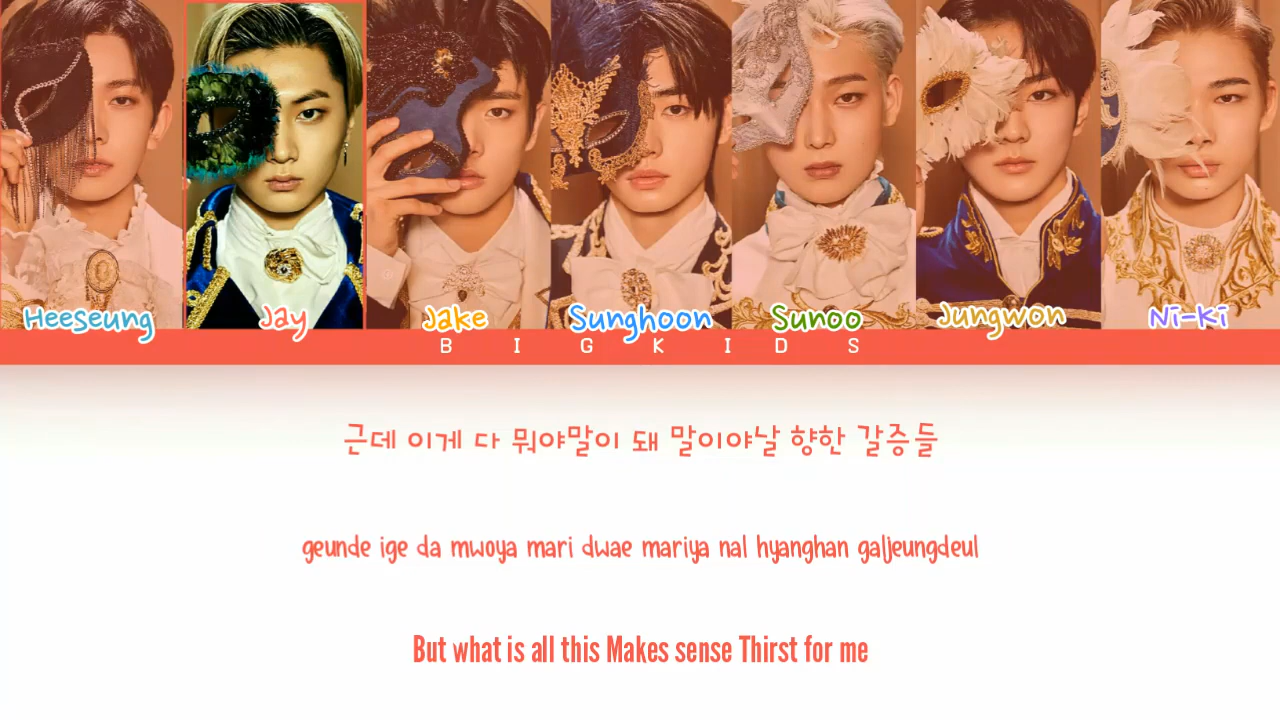 Heeseung Jay Jake Sunghoon Sunoo Jungwon Ni-Ki
BIGKIDS
근데 이게 다 뭐야말이 돼 말이야날 향한 갈증들
geunde ige da mwoya mari dwae mariya nal hyanghan galjeungdeul
But what is all this Makes sense Thirst for me